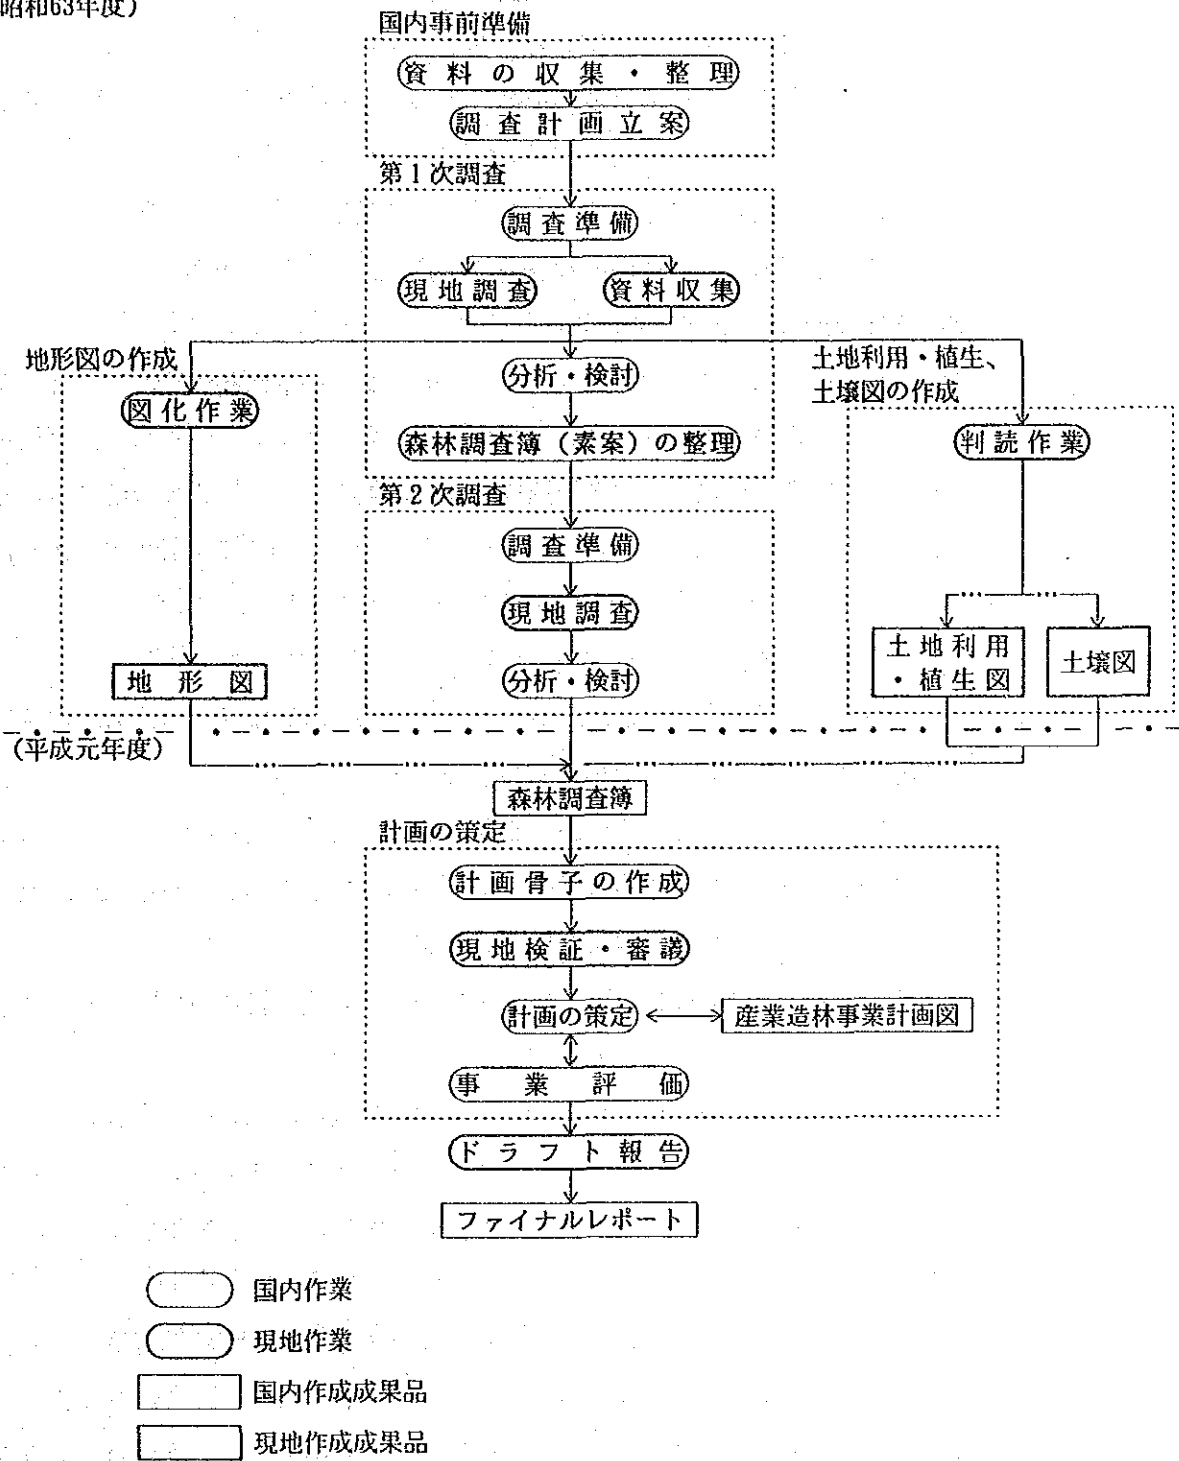 昭和63年度）
国内事前準備
資料の収集・整理
調査計画立案
第1次調査
調査準備
現地調査
資料収集
地形図の作成
図化作業
分析・検討
森林調査簿（素案）の整理
土地利用・植生、
土壌図の作成
判読作業
第2次調査
調査準備
現地調査
分析・検討
地形図
土地利用
・植生図
土壌図
（平成元年度）
森林調査簿
計画の策定
計画骨子の作成
現地検証・審議
計画の策定
産業造林事業計画図
事業評価
ドラフト報告
ファイナルレポート
国内作業
現地作業
国内作成成果品
現地作成成果品